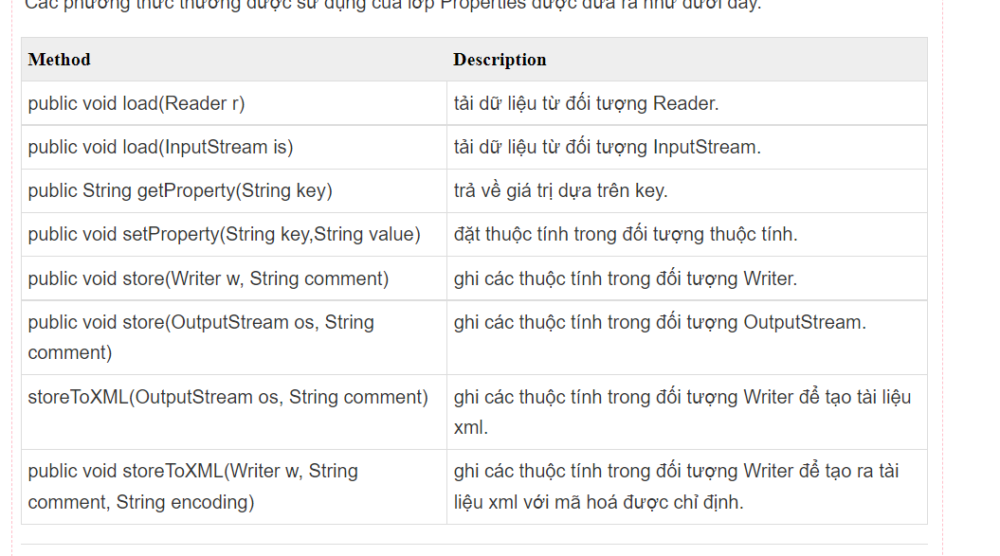 Các phương thức thường được sử dụng của lớp Properties được đưa ra như dưới đây.
Method Description
public void load(Reader r) tải dữ liệu từ đối tượng Reader.
public void load(InputStream is) tải dữ liệu từ đối tượng InputStream.
public String getProperty(String key) trả về giá trị dựa trên key.
public void setProperty(String key,String value) đặt thuộc tính trong đối tượng thuộc tính.
public void store(Writer w, String comment) ghi các thuộc tính trong đối tượng Writer.
public void store(OutputStream os, String ghi các thuộc tính trong đối tượng OutputStream.
comment)
storeToXML(OutputStream os, String comment) ghi các thuộc tính trong đối tượng Writer để tạo tài liệu
xml.
public void storeToXML(Writer w, String ghi các thuộc tính trong đối tượng Writer để tạo ra tài
comment, String encoding) liệu xml với mã hoá được chỉ định.